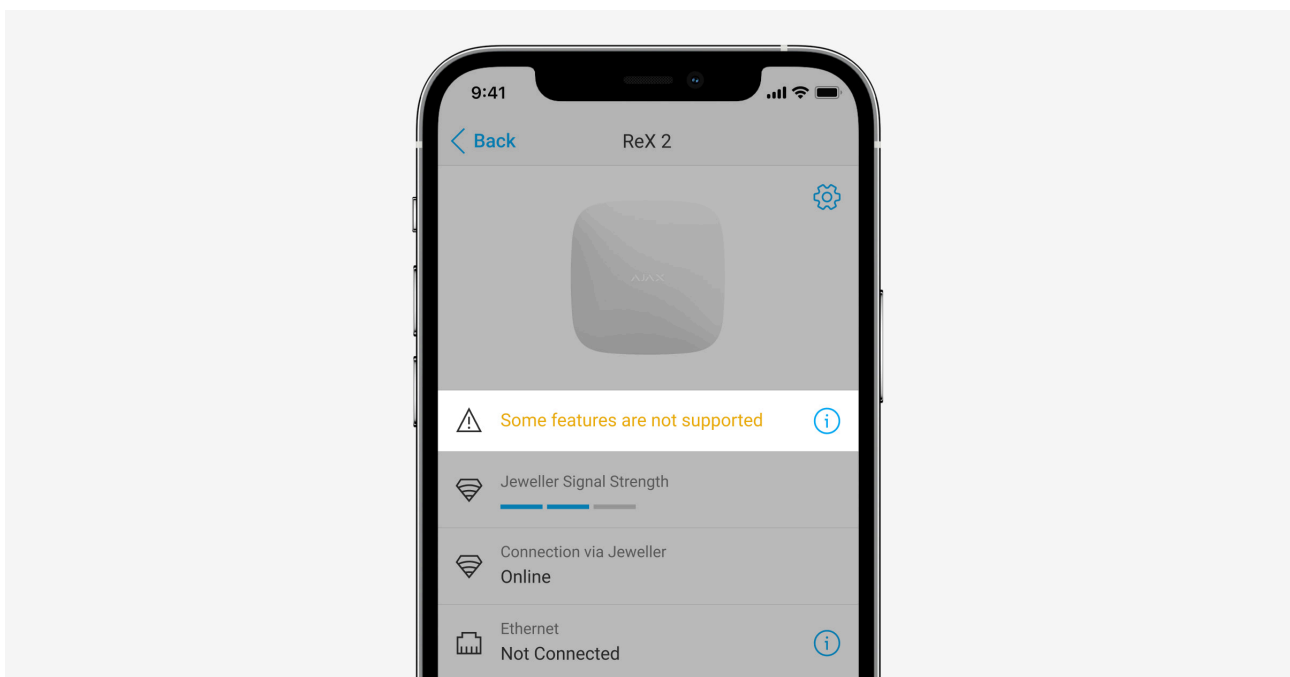 9:41
Back
ReX 2
AJAX
Some features are not supported
Jeweller Signal Strength
Connection via Jeweller
Online
Ethernet
Not Connected